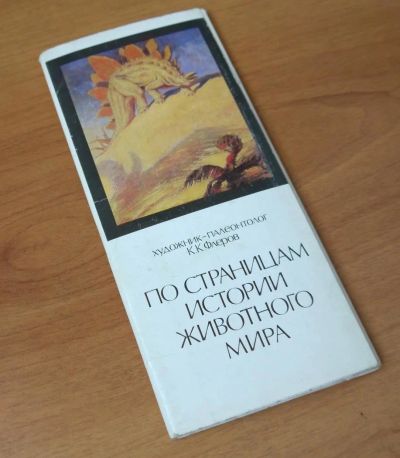 ХУДОЖНИК-ПАЛЕОНТОЛОГ
К.К.Флеров
ПО СТРАНИЦАМ
ИСТОРИИ
ЖИВОТНОГО
МИРА